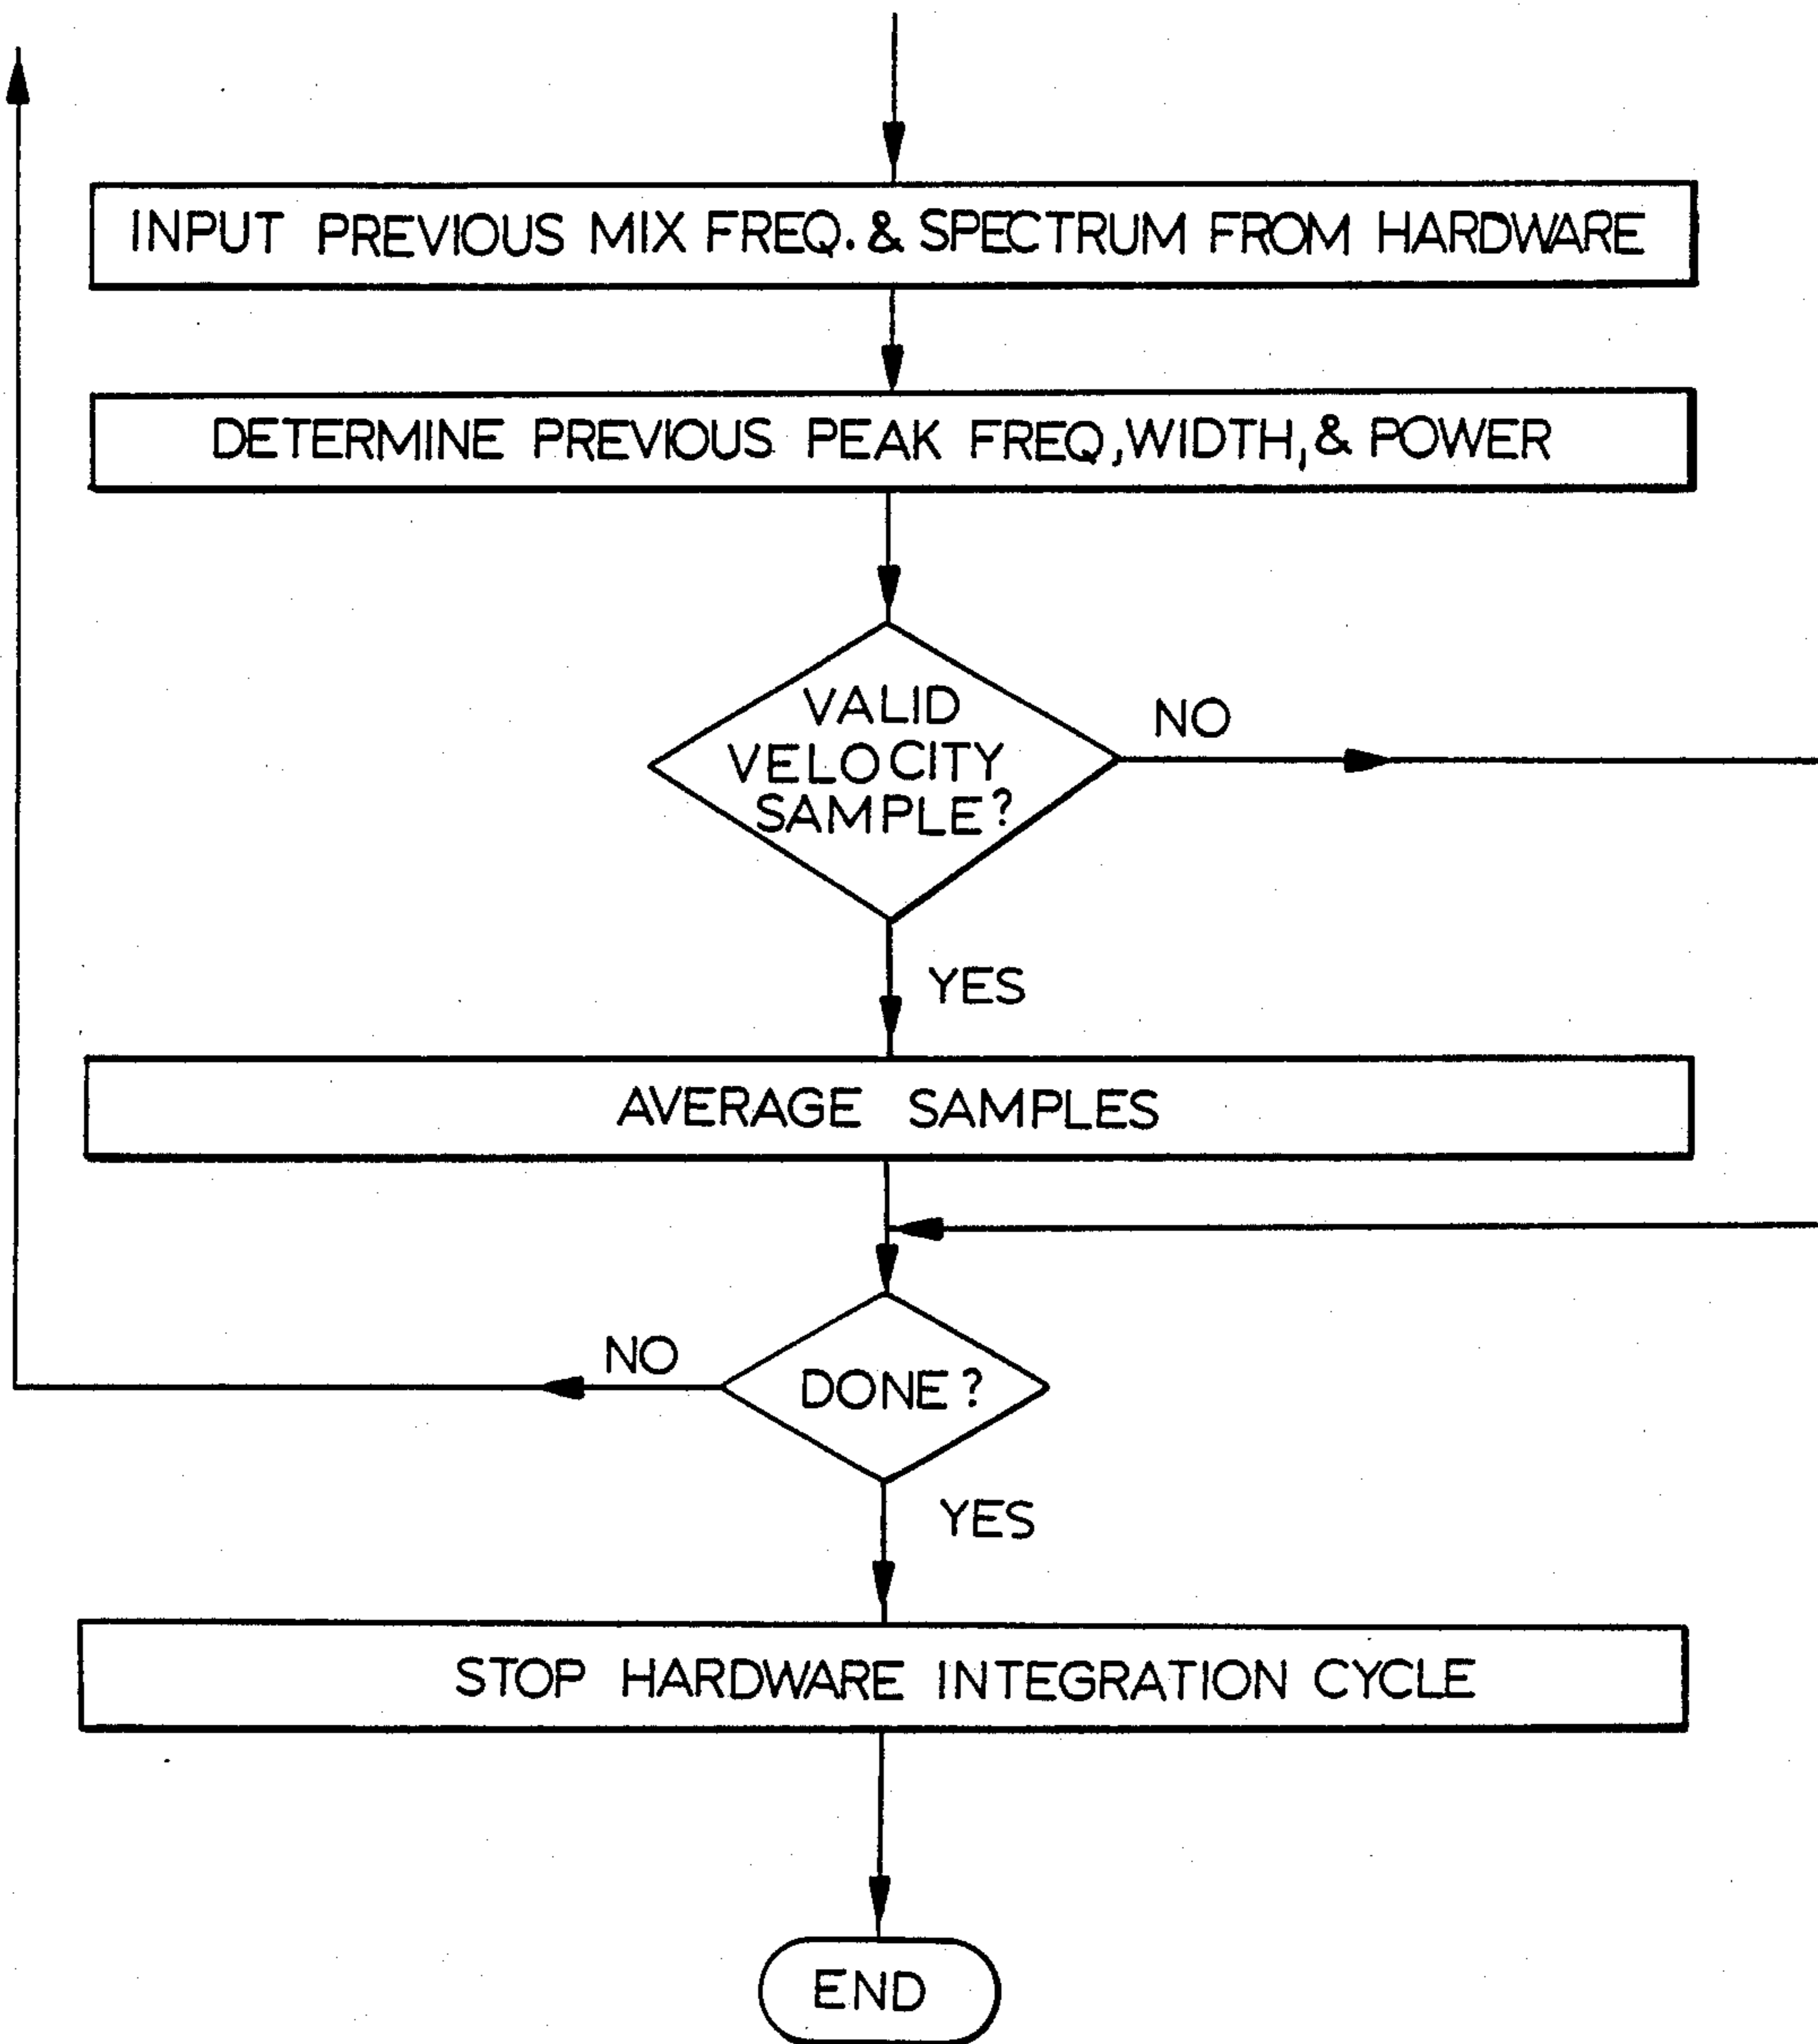 INPUT PREVIOUS MIX FREQ. & SPECTRUM FROM HARDWARE
DETERMINE PREVIOUS PEAK FREQ, WIDTH, & POWER
VALID
VELOCITY
SAMPLE?
NO
YES
AVERAGE SAMPLES
NO
DONE?
YES
STOP HARDWARE INTEGRATION CYCLE
END